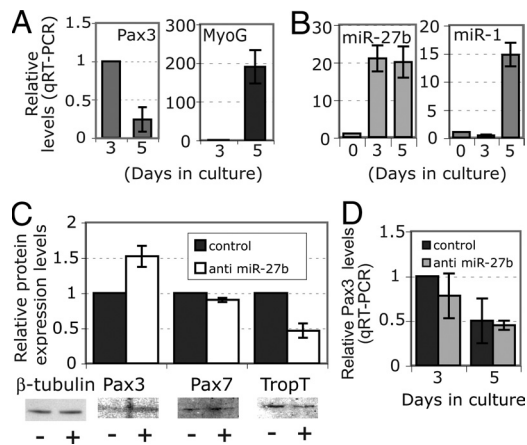 A
Pax3
MyoG
Relative levels (qRT-PCR)
1
0.5
0
3 5
300
200
100
0
3 5
(Days in culture)
B
miR-27b
miR-1
30
20
10
0
0 3 5
15
10
5
0
0 3 5
(Days in culture)
C
Relative protein
expression levels
2
1.5
1
0.5
0
control
anti miR-27b
β-tubulin Pax3 Pax7 TropT
- + - + - + - +
D
Relative Pax3 levels
(qRT-PCR)
1.5
1
0.5
0
control
anti miR-27b
3 5
Days in culture